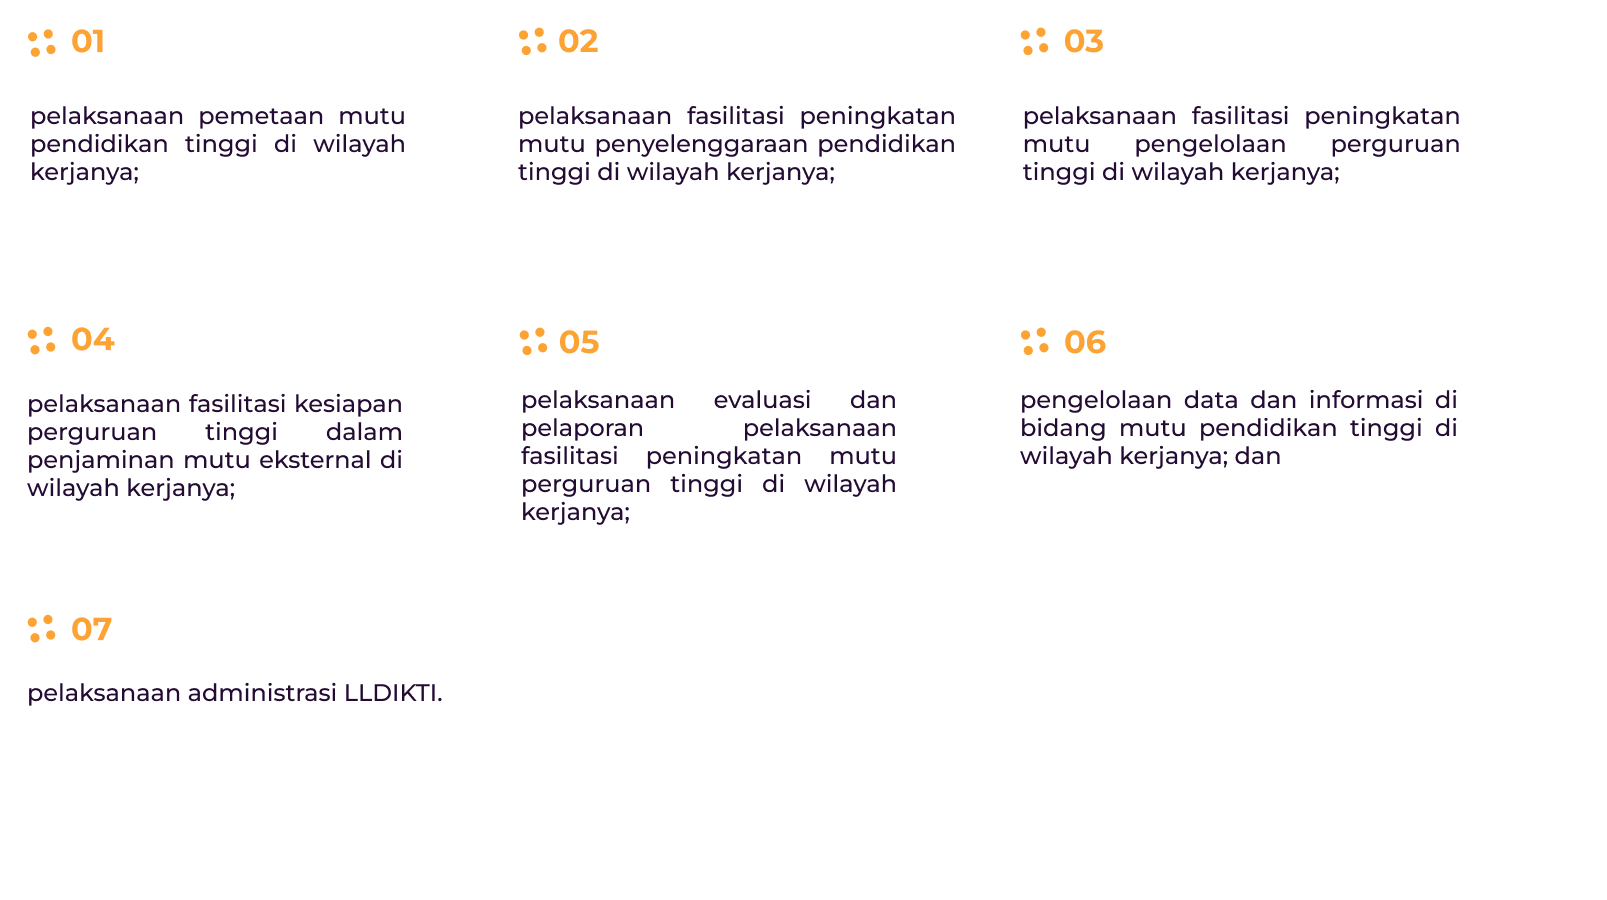 01
pelaksanaan pemetaan mutu
pendidikan tinggi di wilayah
kerjanya;
02
pelaksanaan fasilitasi peningkatan
mutu penyelenggaraan pendidikan
tinggi di wilayah kerjanya;
03
pelaksanaan fasilitasi peningkatan
mutu pengelolaan perguruan
tinggi di wilayah kerjanya;
04
pelaksanaan fasilitasi kesiapan
perguruan tinggi dalam
penjaminan mutu eksternal di
wilayah kerjanya;
05
pelaksanaan evaluasi dan
pelaporan pelaksanaan
fasilitasi peningkatan mutu
perguruan tinggi di wilayah
kerjanya;
06
pengelolaan data dan informasi di
bidang mutu pendidikan tinggi di
wilayah kerjanya; dan
07
pelaksanaan administrasi LLDIKTI.